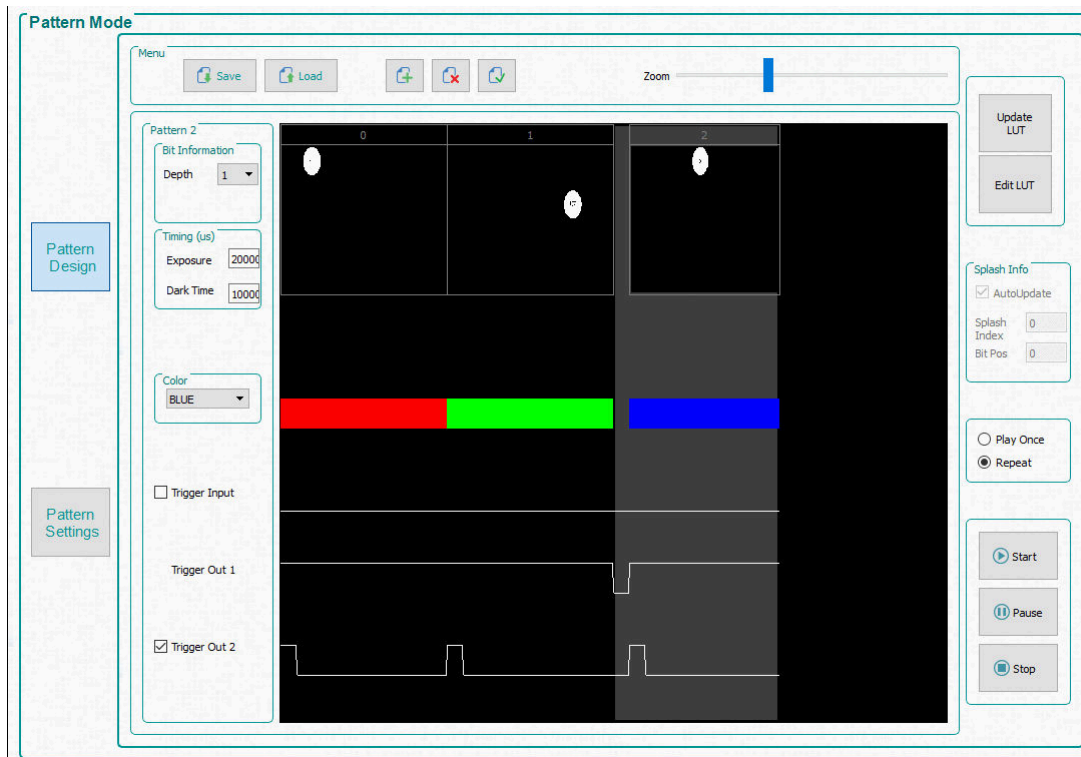 Pattern Mode
Menu
Save
Load
Zoom
Update
LUT
Edit LUT
Pattern
Design
Pattern
Settings
Pattern 2
Bit Information
Depth 1
Timing (us)
Exposure 20000
Dark Time 10000
Color
BLUE
Trigger Input
Trigger Out 1
Trigger Out 2
0 1 2
Splash Info
AutoUpdate
Splash
Index
0
Bit Pos 0
Play Once
Repeat
Start
Pause
Stop